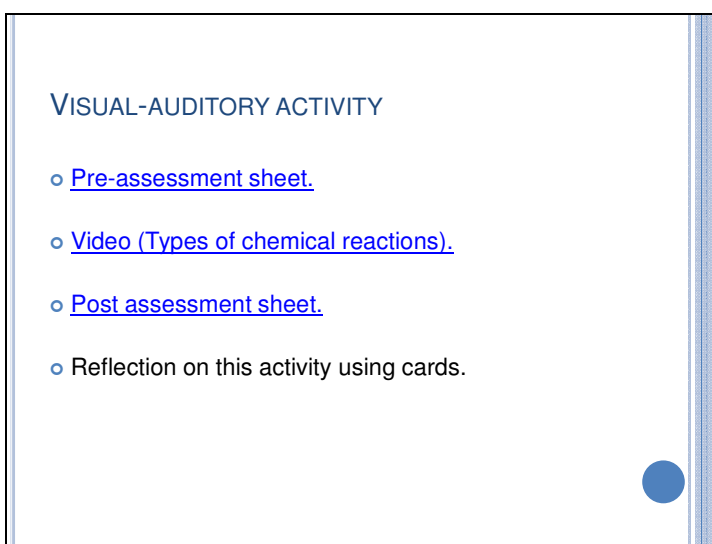 VISUAL-AUDITORY ACTIVITY
Pre-assessment sheet.
Video (Types of chemical reactions).
Post assessment sheet.
Reflection on this activity using cards.